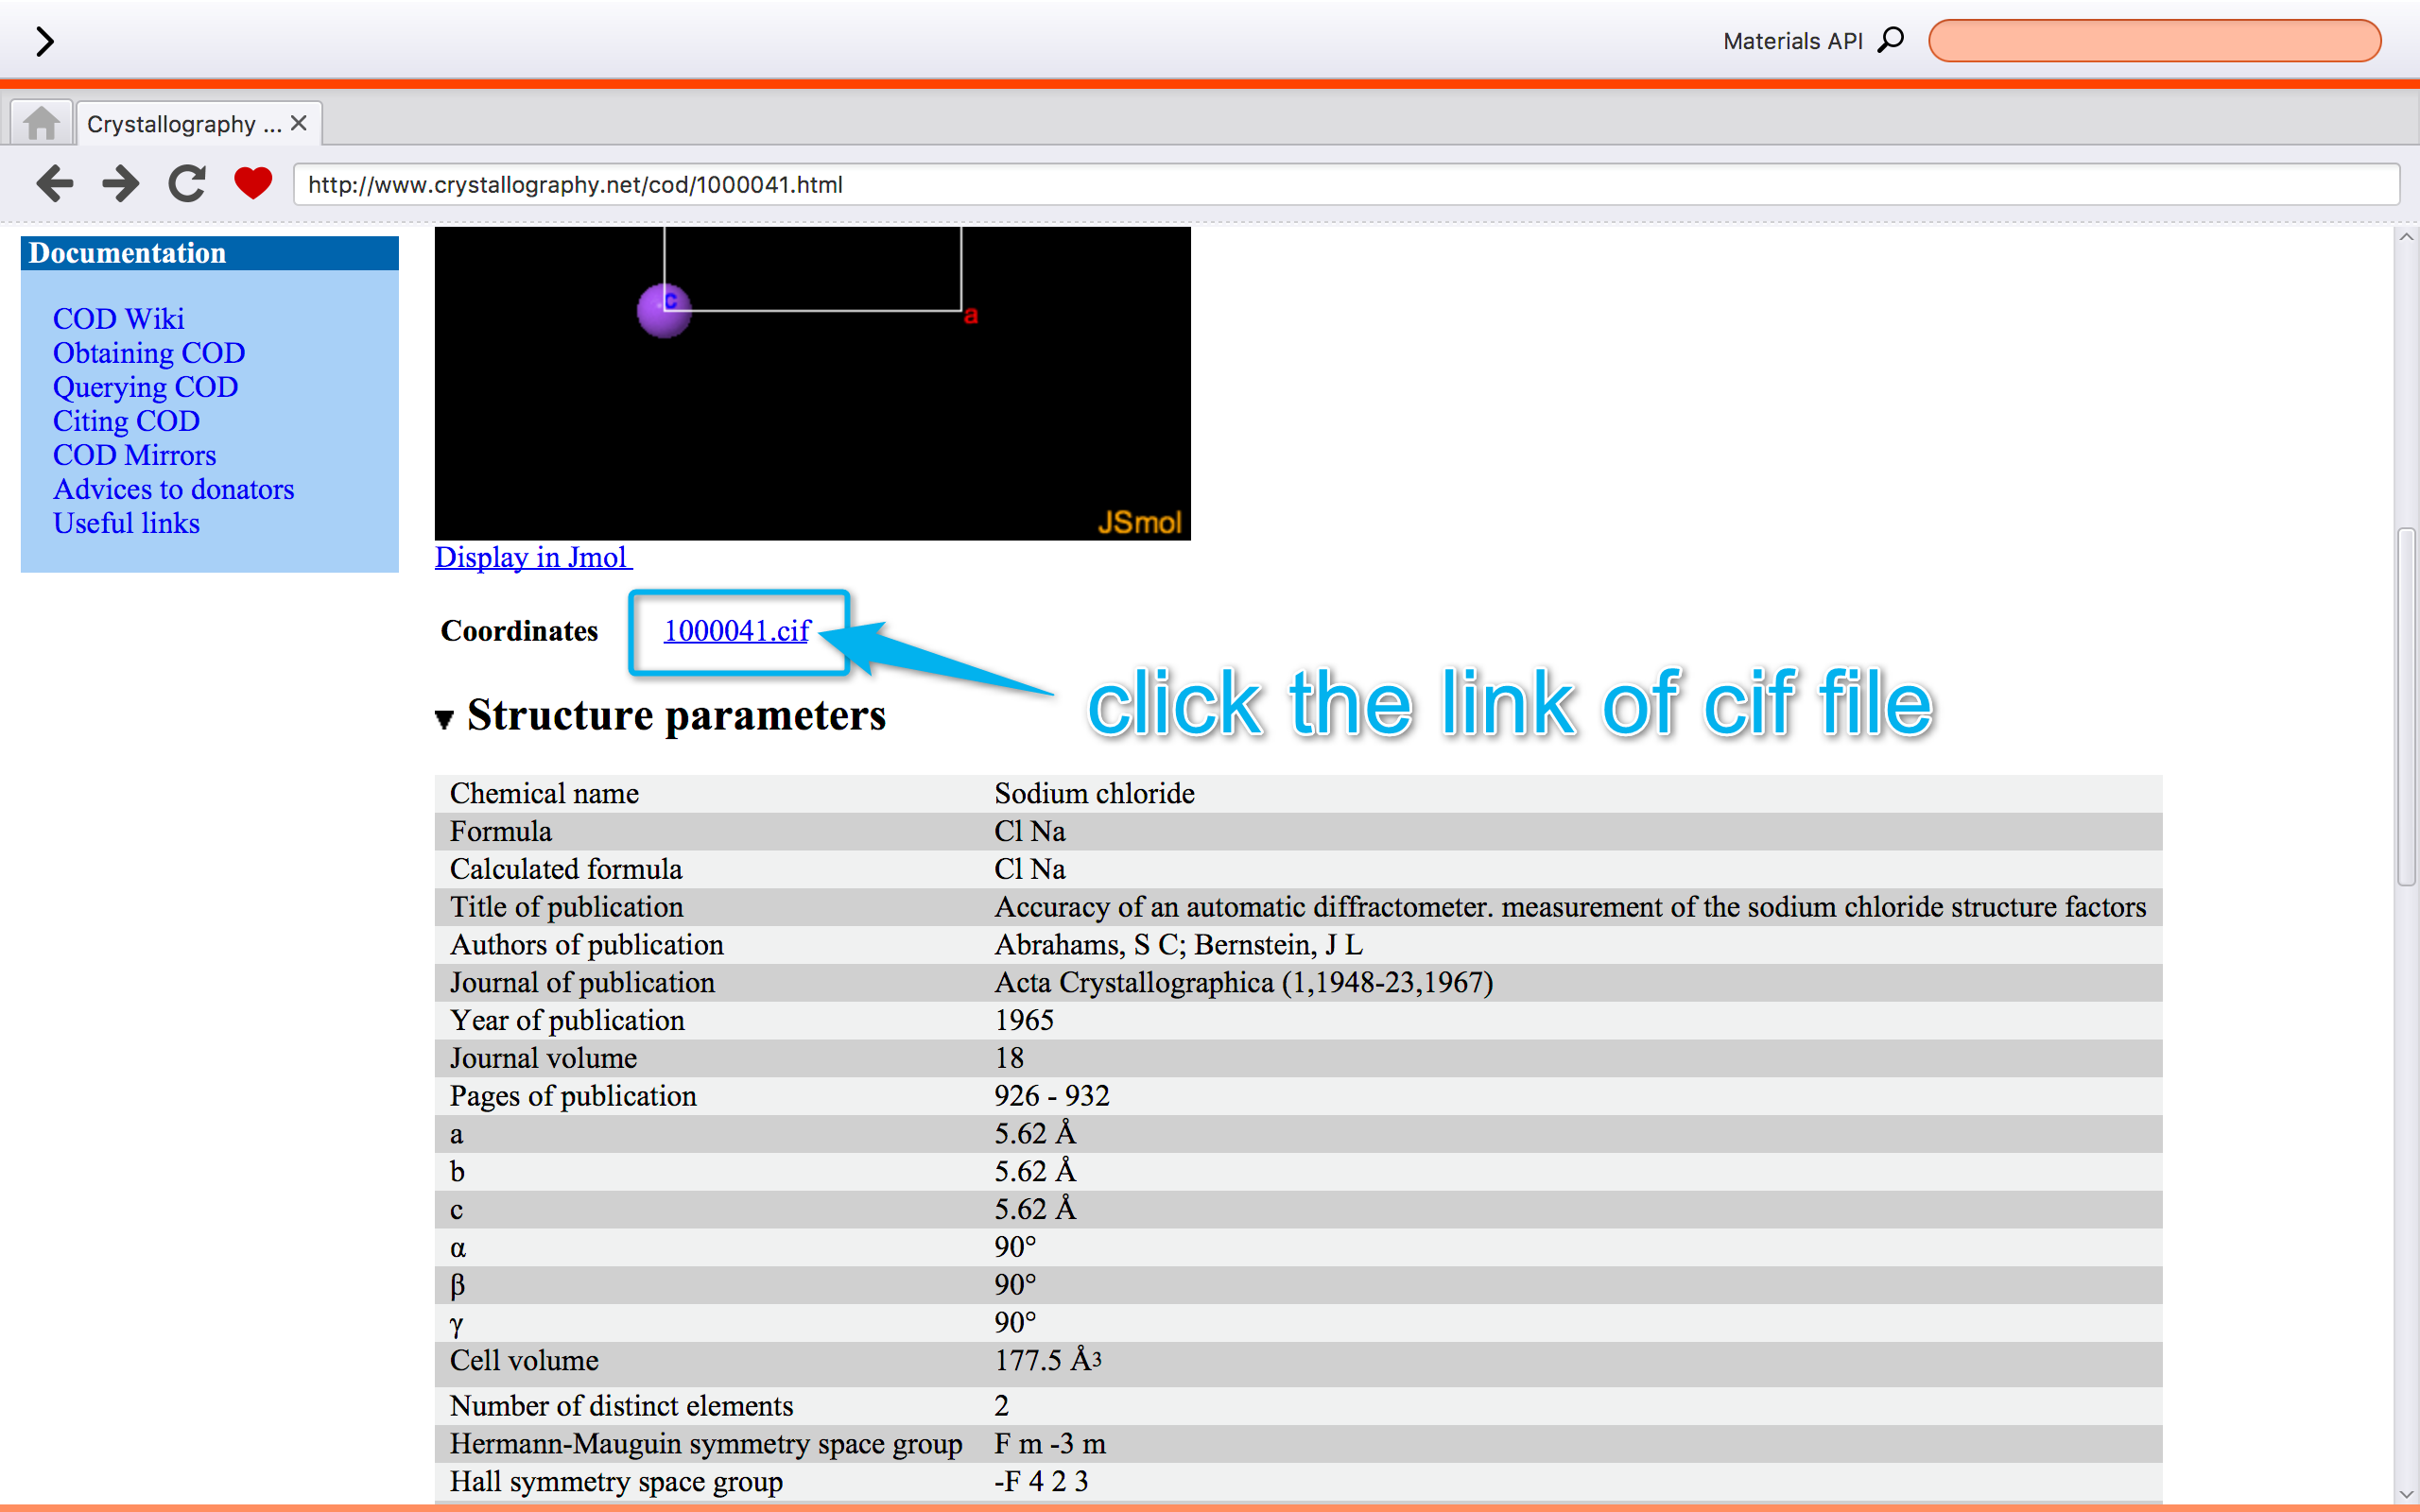 Materials API
Crystallography ...
http://www.crystallography.net/cod/1000041.html
Documentation
COD Wiki
Obtaining COD
Querying COD
Citing COD
COD Mirrors
Advices to donators
Useful links
c
a
JSmol
Display in Jmol
Coordinates 1000041.cif
click the link of cif file
Structure parameters
Chemical name Sodium chloride
Formula Cl Na
Calculated formula Cl Na
Title of publication Accuracy of an automatic diffractometer. measurement of the sodium chloride structure factors
Authors of publication Abrahams, S C; Bernstein, J L
Journal of publication Acta Crystallographica (1,1948-23,1967)
Year of publication 1965
Journal volume 18
Pages of publication 926 - 932
a 5.62 Å
b 5.62 Å
c 5.62 Å
α 90°
β 90°
γ 90°
Cell volume 177.5 Å3
Number of distinct elements 2
Hermann-Mauguin symmetry space group F m -3 m
Hall symmetry space group -F 4 2 3